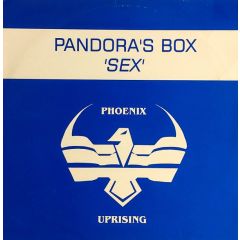 PANDORA'S BOX
'SEX'
PHOENIX
UPRISING